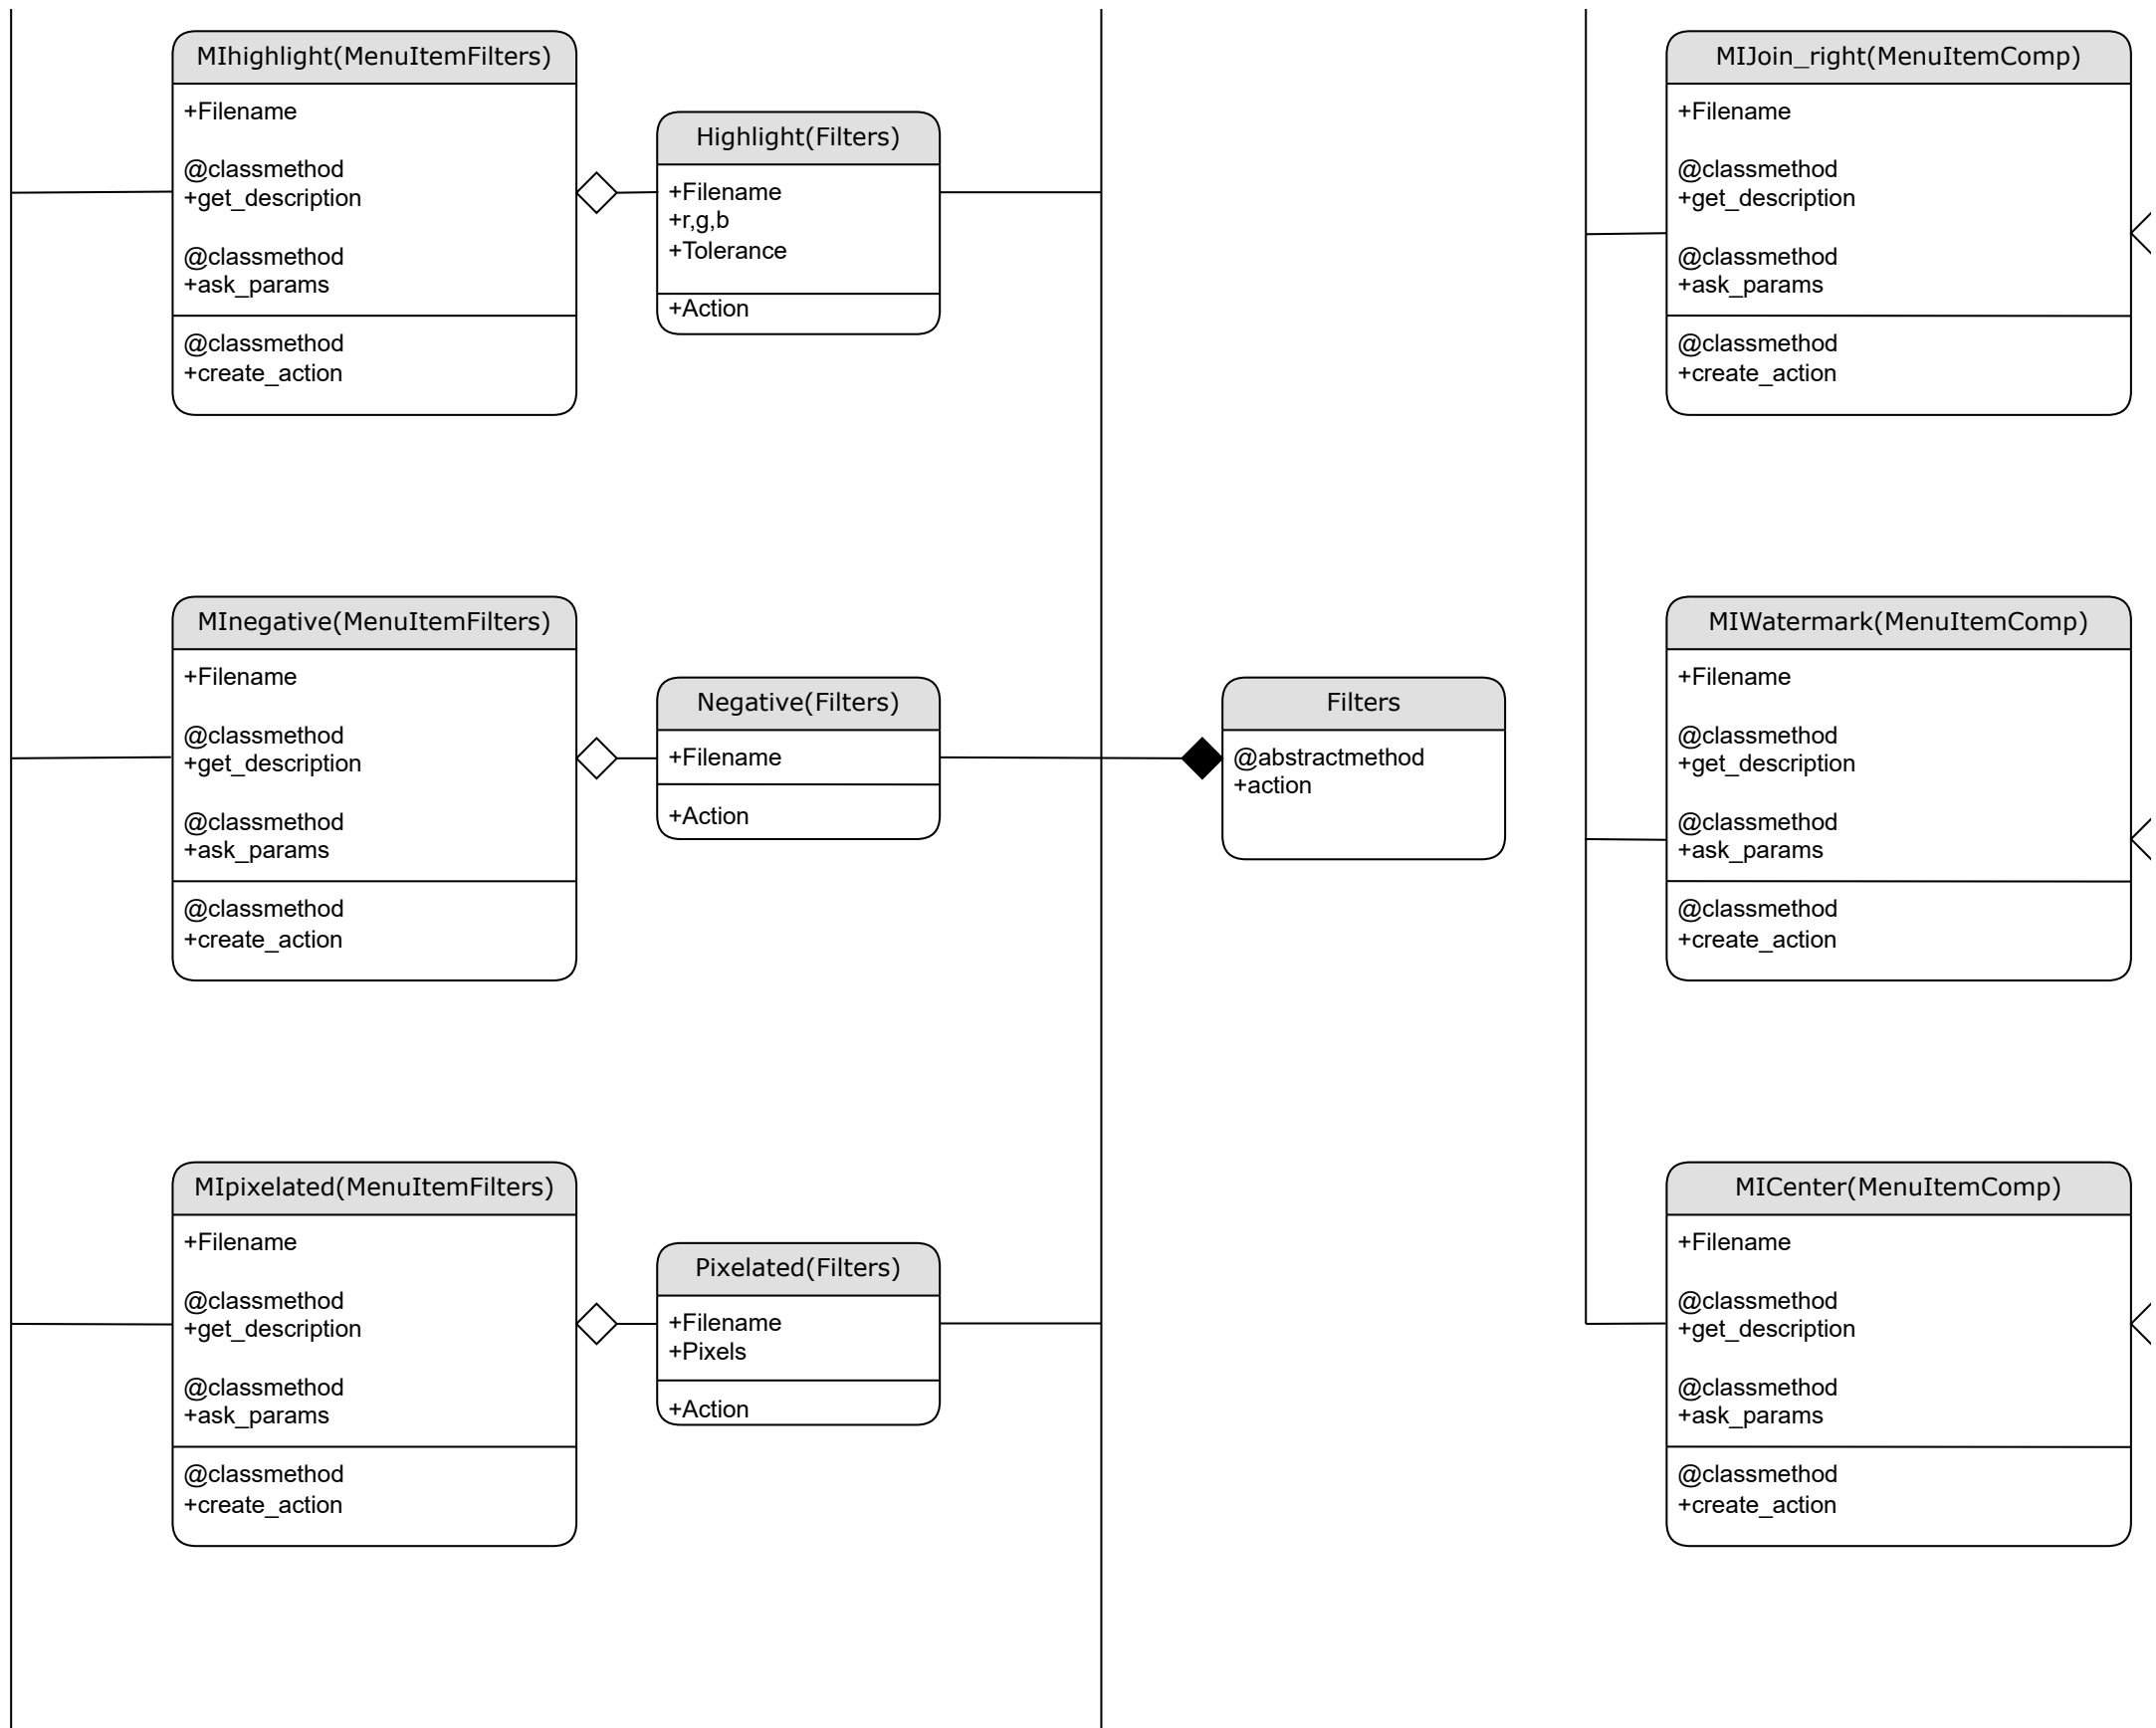 MIhighlight(MenuItemFilters)
+Filename
@classmethod
+get_description
@classmethod
+ask_params
@classmethod
+create_action
Highlight(Filters)
+Filename
+r,g,b
+Tolerance
+Action
MIJoin_right(MenuItemComp)
+Filename
@classmethod
+get_description
@classmethod
+ask_params
@classmethod
+create_action
MInegative(MenuItemFilters)
+Filename
@classmethod
+get_description
@classmethod
+ask_params
@classmethod
+create_action
Negative(Filters)
+Filename
+Action
Filters
@abstractmethod
+action
MIWatermark(MenuItemComp)
+Filename
@classmethod
+get_description
@classmethod
+ask_params
@classmethod
+create_action
MIpixelated(MenuItemFilters)
+Filename
@classmethod
+get_description
@classmethod
+ask_params
@classmethod
+create_action
Pixelated(Filters)
+Filename
+Pixels
+Action
MICenter(MenuItemComp)
+Filename
@classmethod
+get_description
@classmethod
+ask_params
@classmethod
+create_action